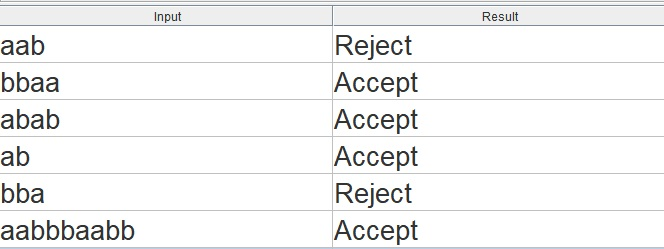 Input Result
aab Reject
bbaa Accept
abab Accept
ab Accept
bba Reject
aabbbaabb Accept